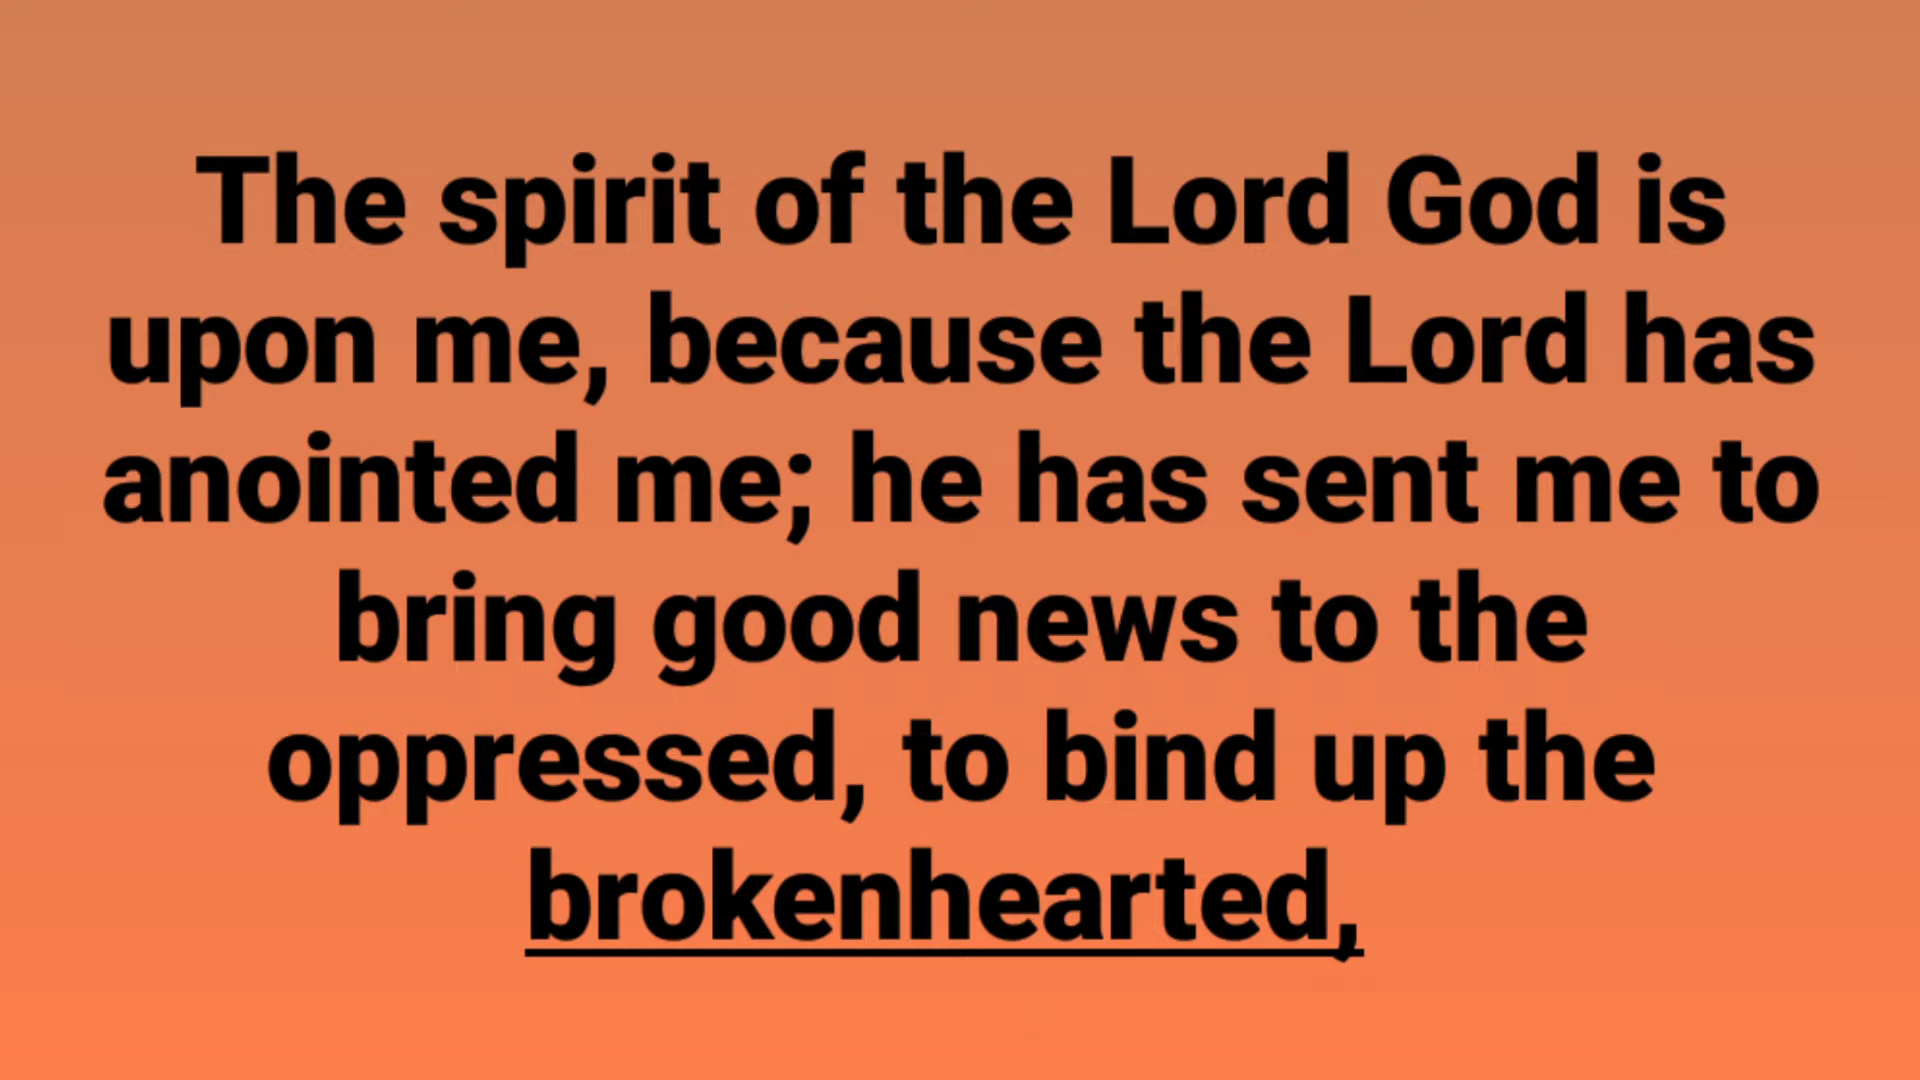 The spirit of the Lord God is
upon me, because the Lord has
anointed me; he has sent me to
bring good news to the
oppressed, to bind up the
brokenhearted,